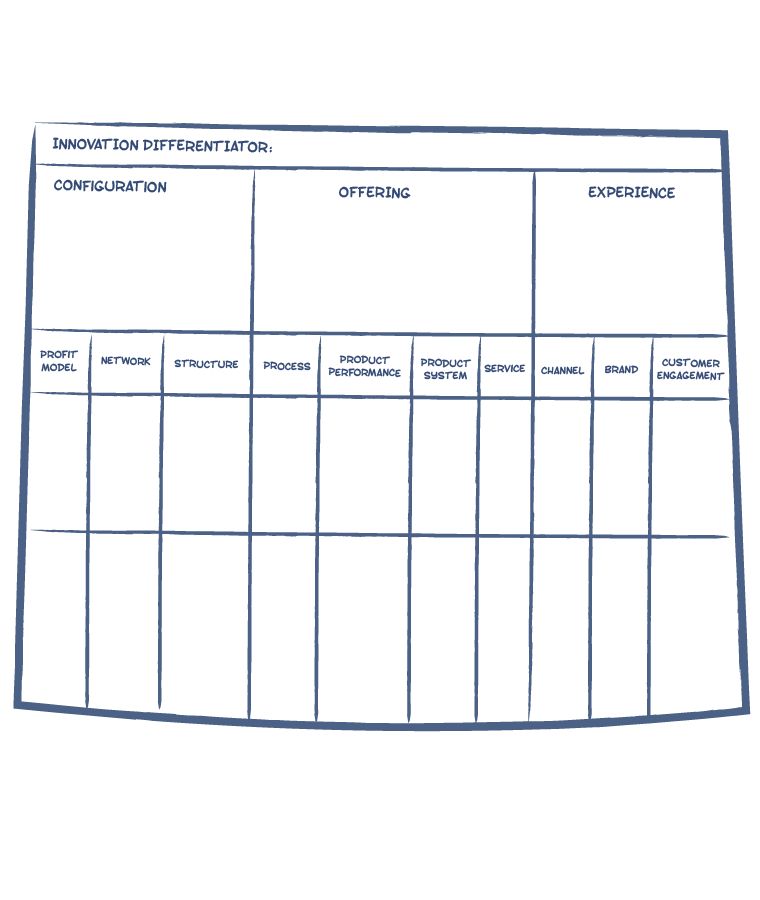 INNOVATION DIFFERENTIATOR:
CONFIGURATION
OFFERING
EXPERIENCE
PROFIT
MODEL
NETWORK
STRUCTURE
PROCESS
PRODUCT
PERFORMANCE
PRODUCT
SYSTEM
SERVICE
CHANNEL
BRAND
CUSTOMER
ENGAGEMENT